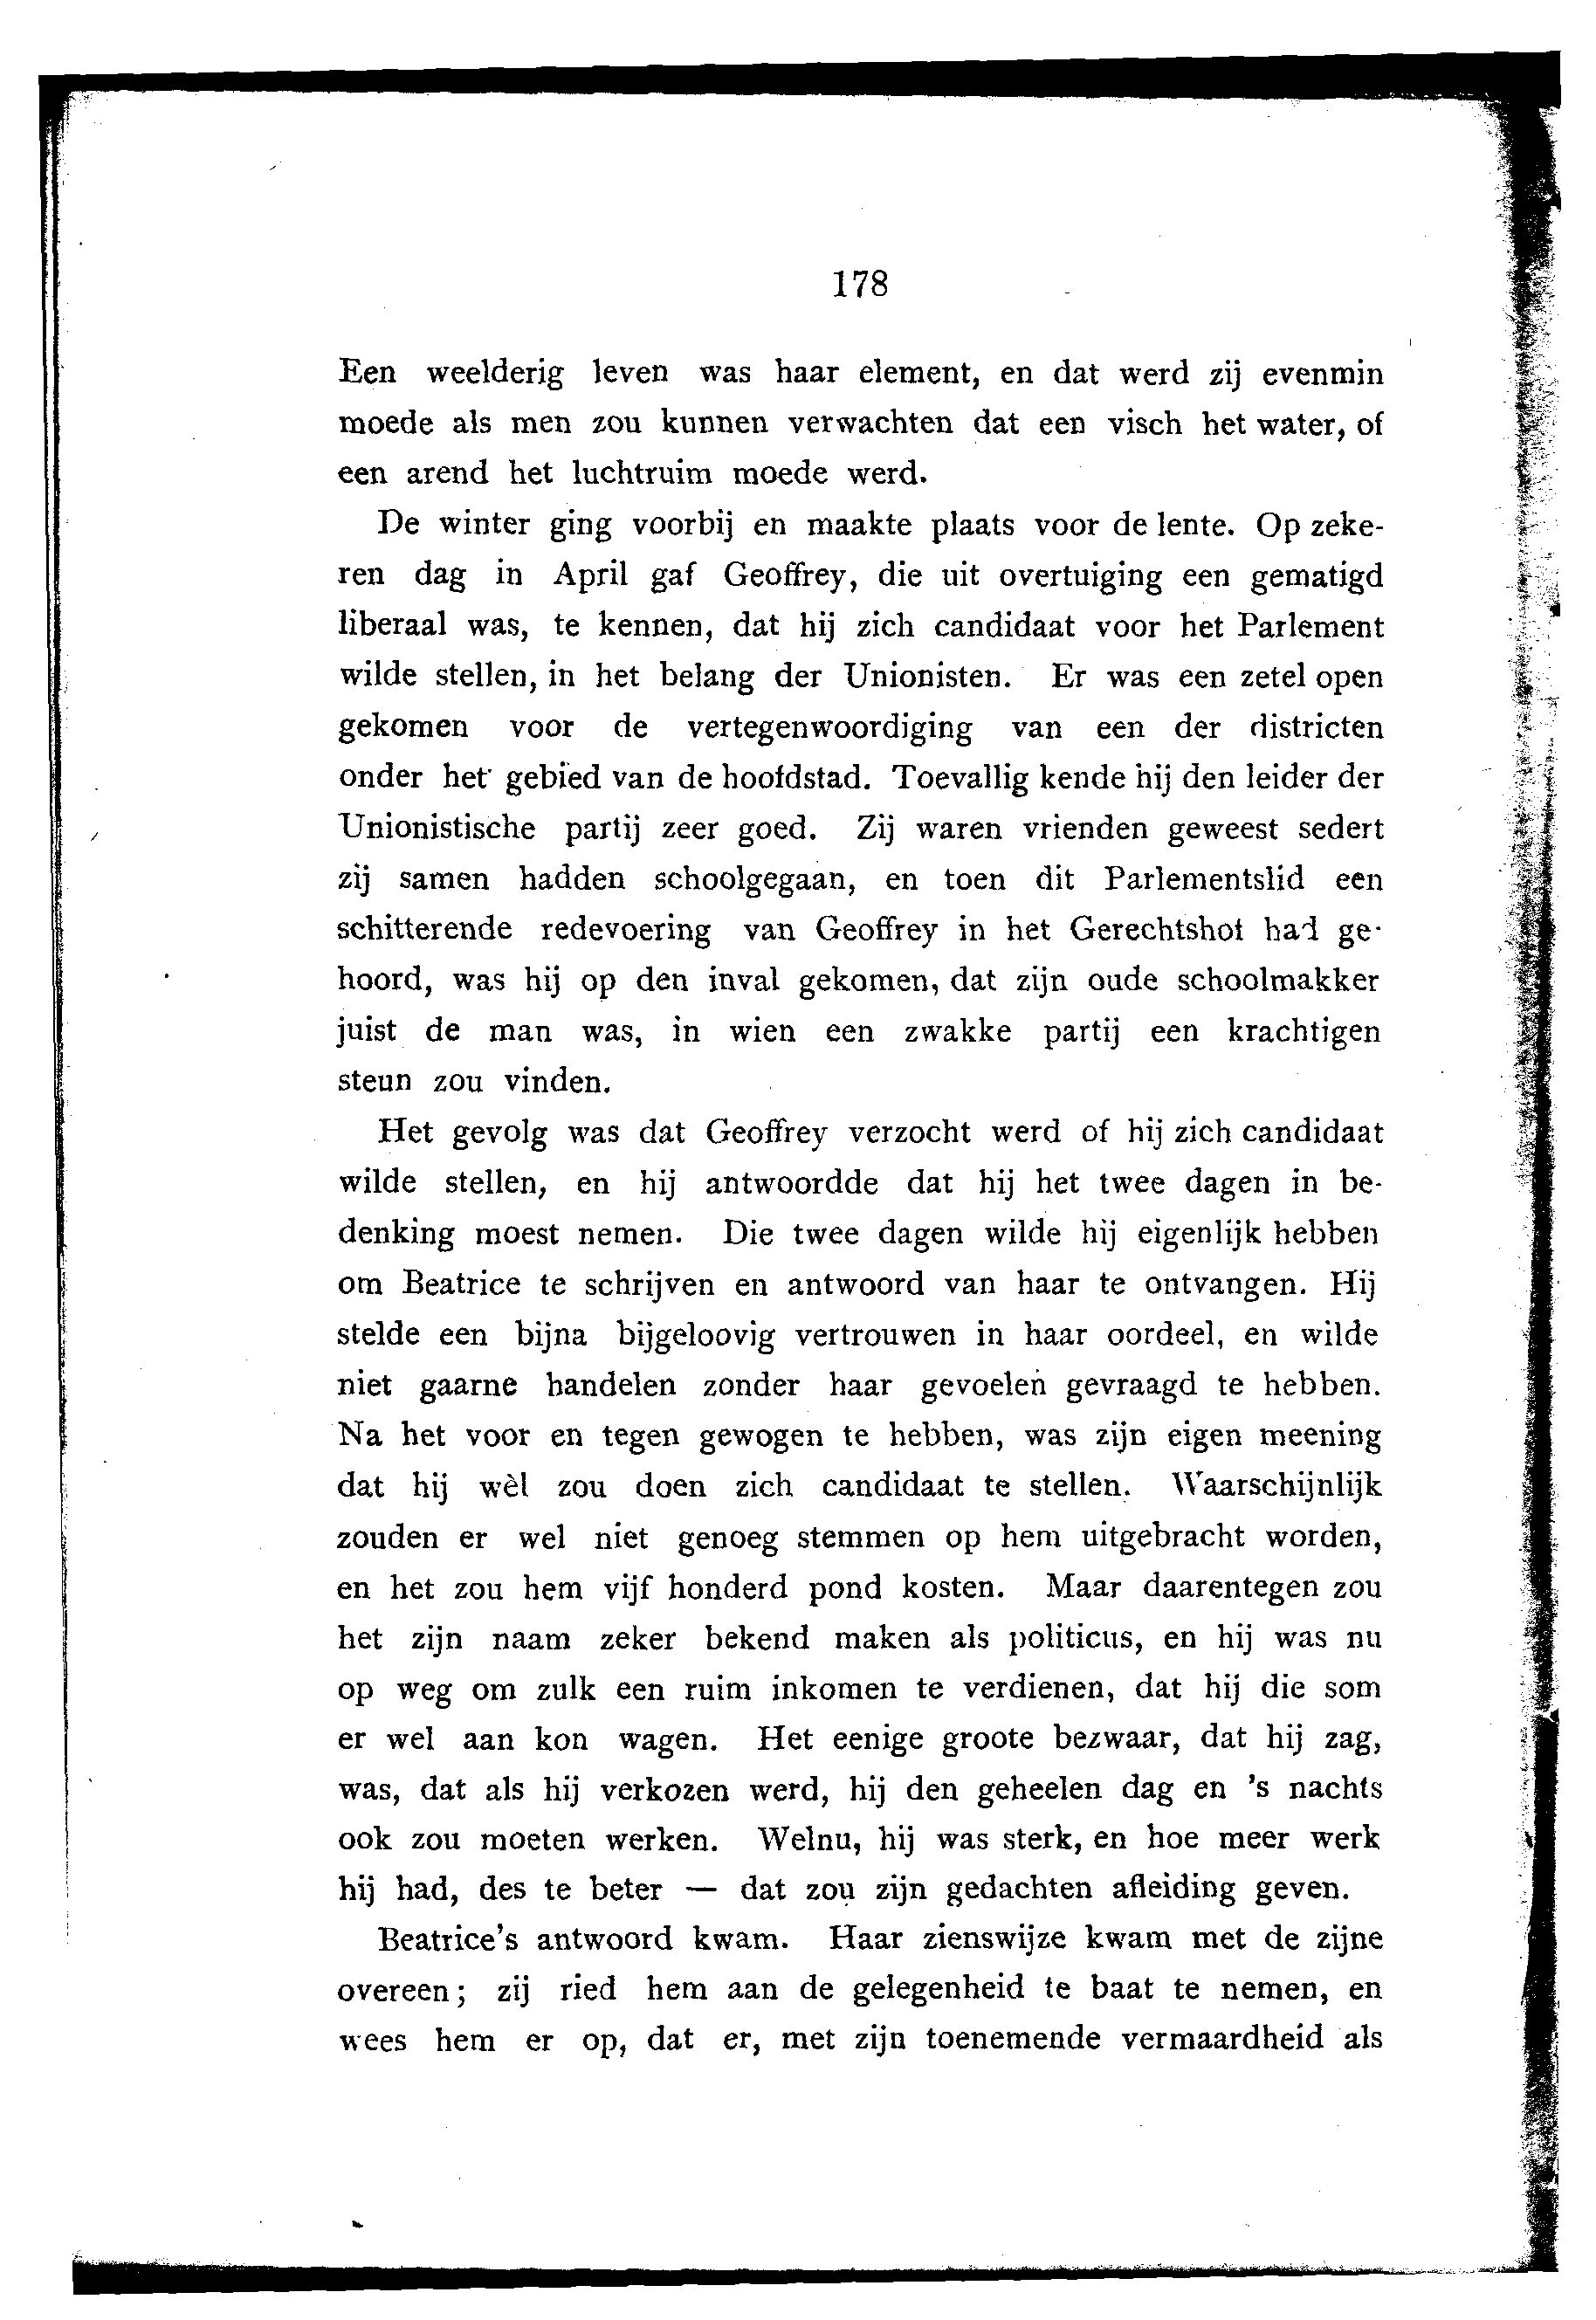 178
Een weelderig leven was haar element, en dat werd zij evenmin
moede als men zou kunnen verwachten dat een visch het water, of
een arend het luchtruim moede werd.
De winter ging voorbij en maakte plaats voor de lente. Op zeke-
ren dag in April gaf Geoffrey, die uit overtuiging een gematigd
liberaal was, te kennen, dat hij zich candidaat voor het Parlement
wilde stellen, in het belang der Unionisten. Er was een zetel open
gekomen voor de vertegenwoordiging van een der districten
onder het gebied van de hoofdstad. Toevallig kende hij den leider der
Unionistische partij zeer goed. Zij waren vrienden geweest sedert
zij samen hadden schoolgegaan, en toen dit Parlementslid een
schitterende redevoering van Geoffrey in het Gerechtshof had ge-
hoord, was hij op den inval gekomen, dat zijn oude schoolmakker
juist de man was, in wien een zwakke partij een krachtigen
steun zou vinden.
Het gevolg was dat Geoffrey verzocht werd of hij zich candidaat
wilde stellen, en hij antwoordde dat hij het twee dagen in be-
denking moest nemen. Die twee dagen wilde hij eigenlijk hebben
om Beatrice te schrijven en antwoord van haar te ontvangen. Hij
stelde een bijna bijgeloovig vertrouwen in haar oordeel, en wilde
niet gaarne handelen zonder haar gevoelen gevraagd te hebben.
Na het voor en tegen gewogen te hebben, was zijn eigen meening
dat hij wèl zou doen zich candidaat te stellen. Waarschijnlijk
zouden er wel niet genoeg stemmen op hem uitgebracht worden,
en het zou hem vijf honderd pond kosten. Maar daarentegen zou
het zijn naam zeker bekend maken als politicus, en hij was nu
op weg om zulk een ruim inkomen te verdienen, dat hij die som
er wel aan kon wagen. Het eenige groote bezwaar, dat hij zag,
was, dat als hij verkozen werd, hij den geheelen dag en 's nachts
ook zou moeten werken. Welnu, hij was sterk, en hoe meer werk
hij had, des te beter — dat zou zijn gedachten afleiding geven.
Beatrice's antwoord kwam. Haar zienswijze kwam met de zijne
overeen; zij ried hem aan de gelegenheid te baat te nemen, en
wees hem er op, dat er, met zijn toenemende vermaardheid als